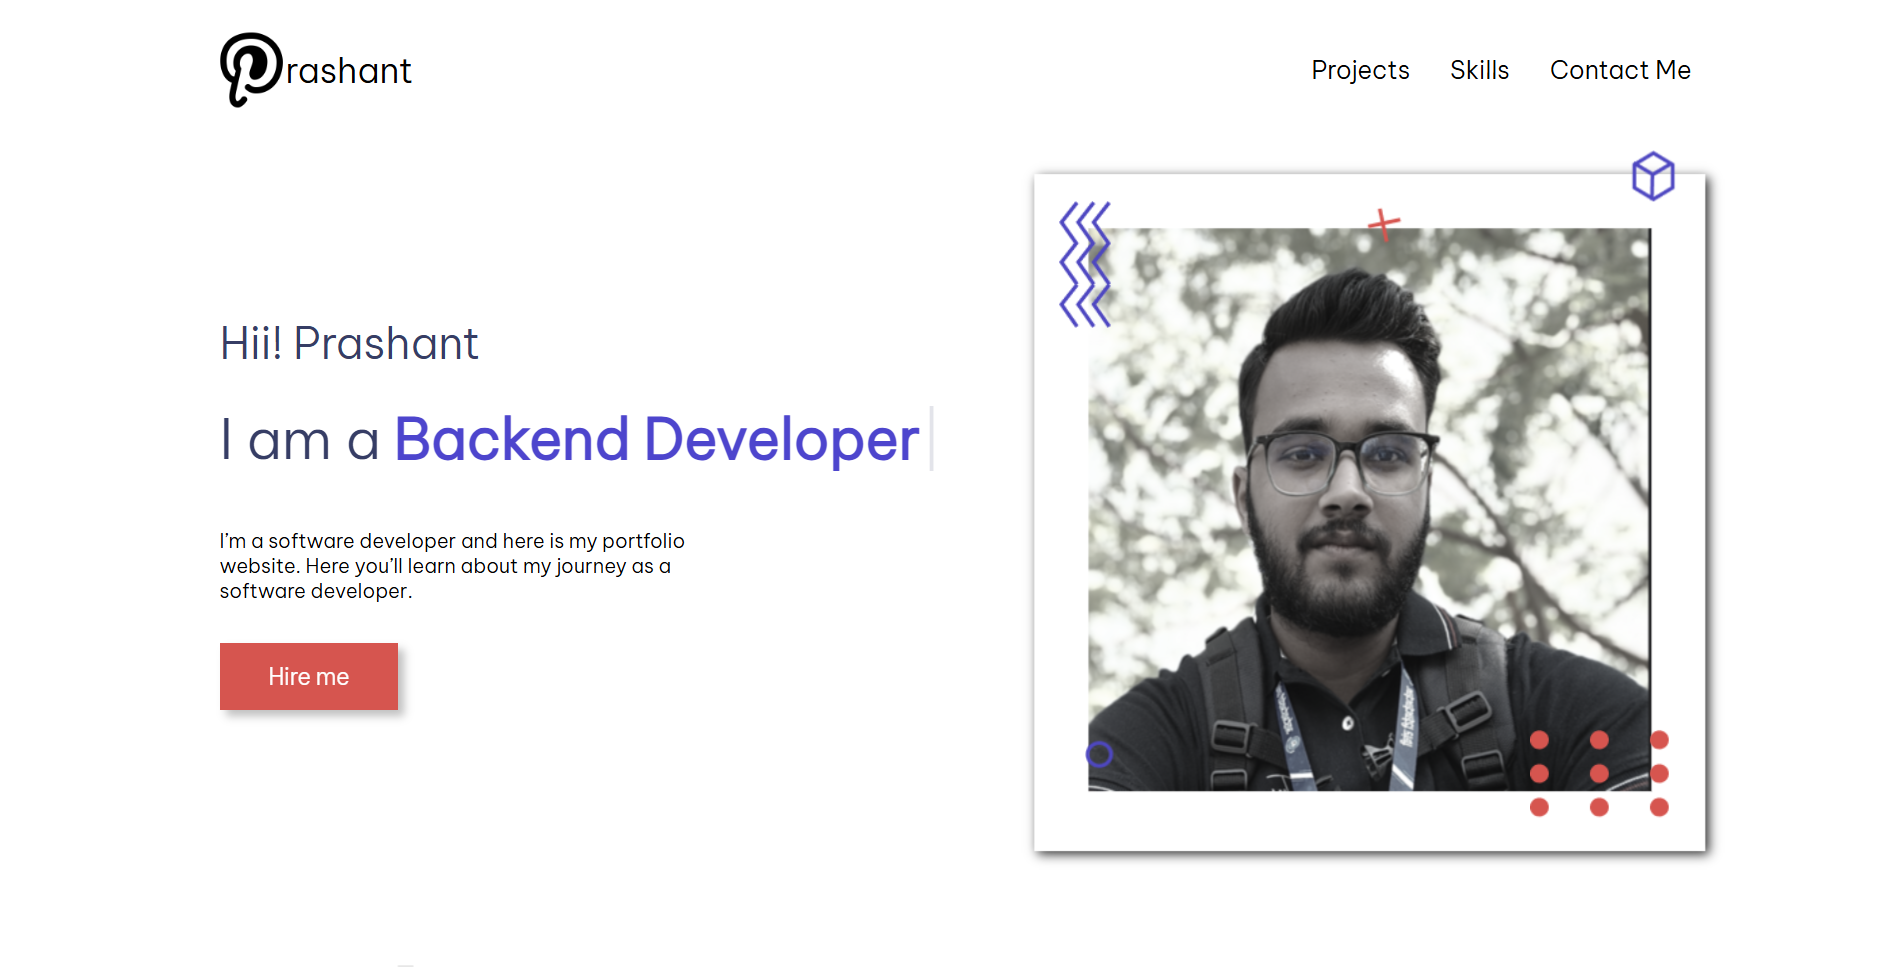 Prashant
Projects Skills Contact Me
Hii! Prashant
I am a Backend Developer
I'm a software developer and here is my portfolio
website. Here you'll learn about my journey as a
software developer.
Hire me